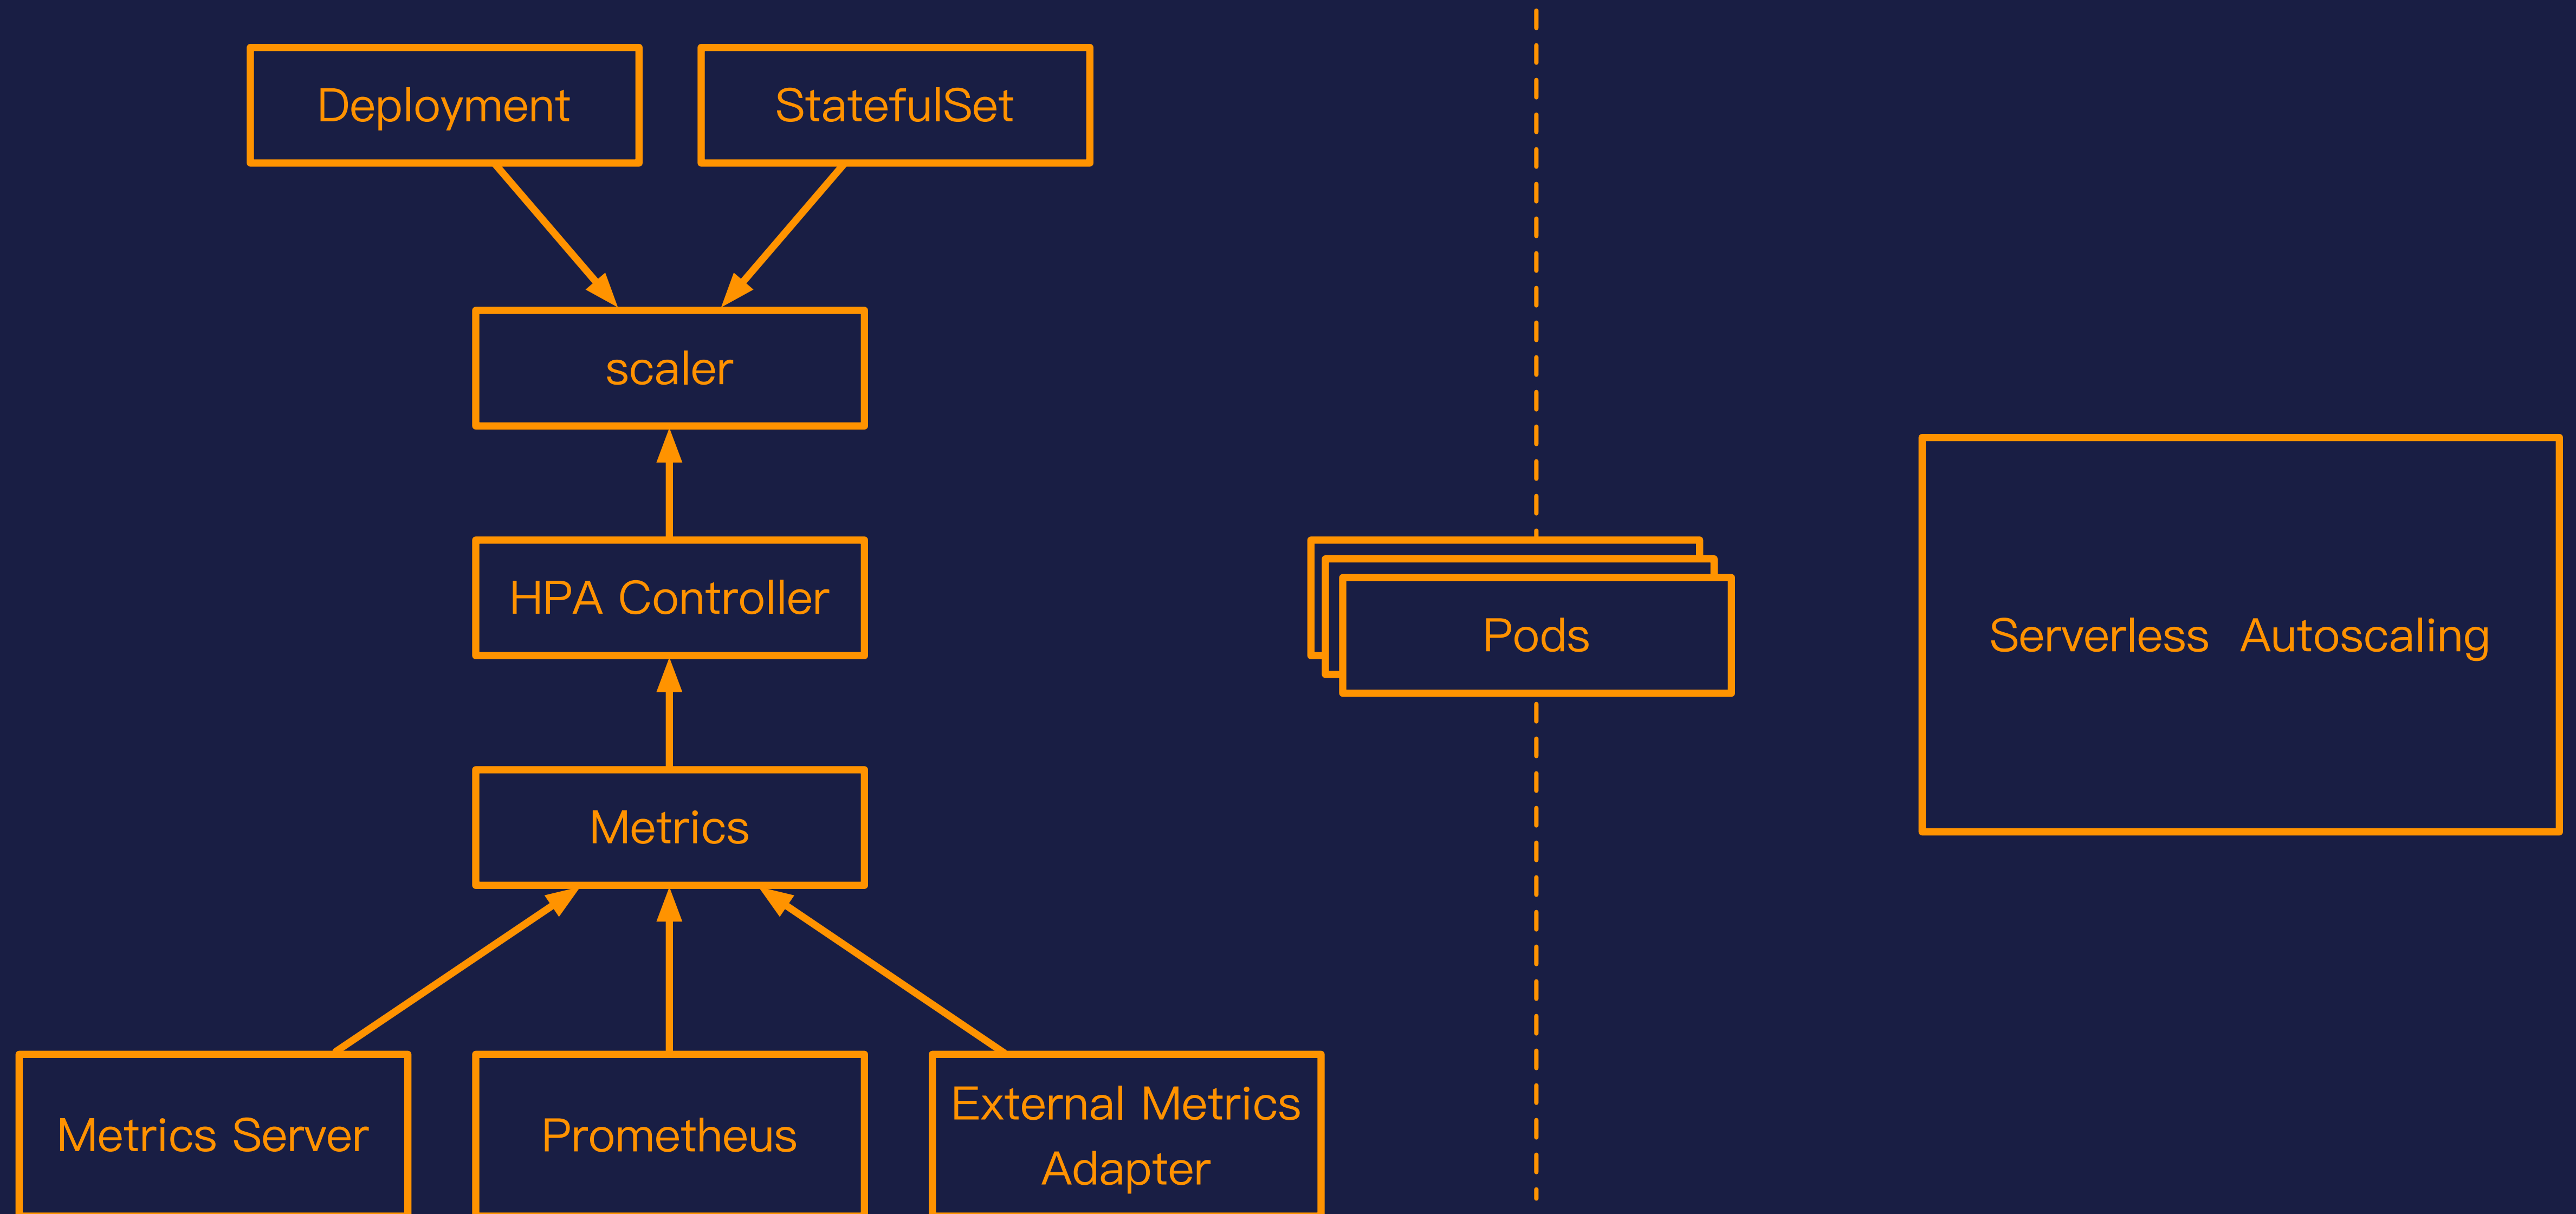 Deployment
StatefulSet
scaler
HPA Controller
Pods
Serverless Autoscaling
Metrics
Metrics Server
Prometheus
External Metrics
Adapter